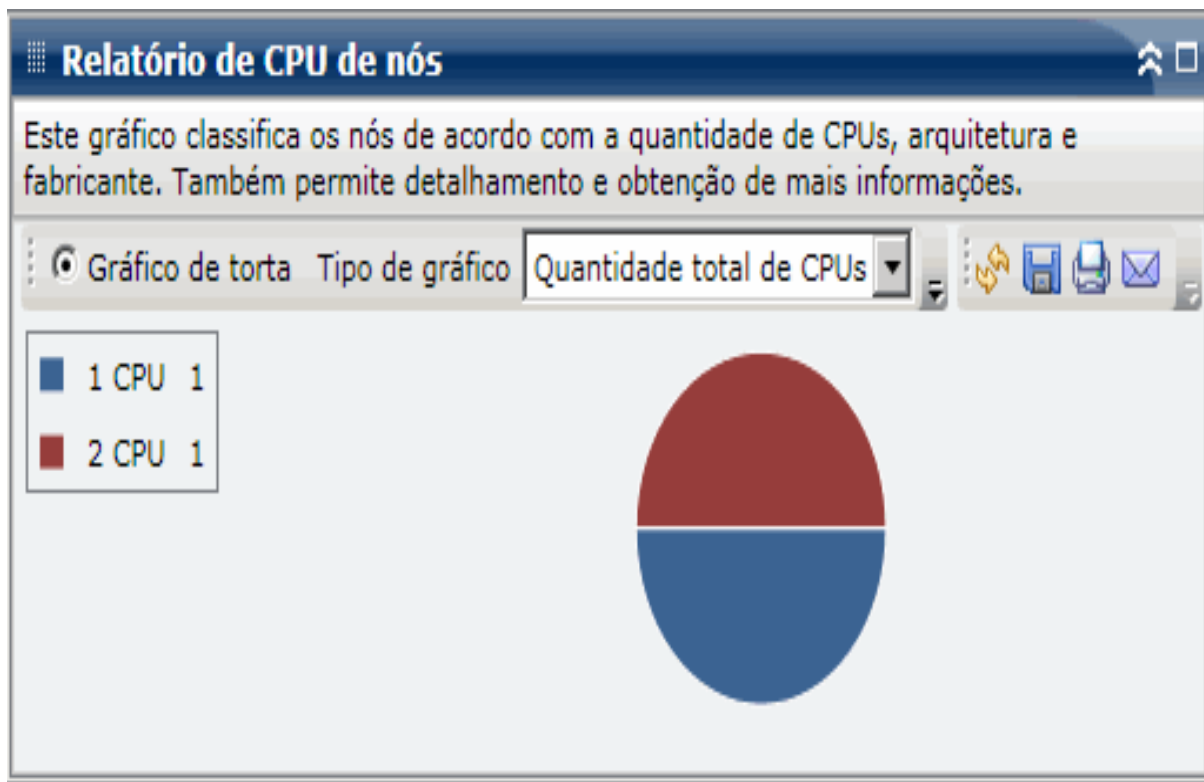 Relatório de CPU de nós
Este gráfico classifica os nós de acordo com a quantidade de CPUs, arquitetura e
fabricante. Também permite detalhamento e obtenção de mais informações.
Gráfico de torta Tipo de gráfico Quantidade total de CPUs
1 CPU 1
2 CPU 1